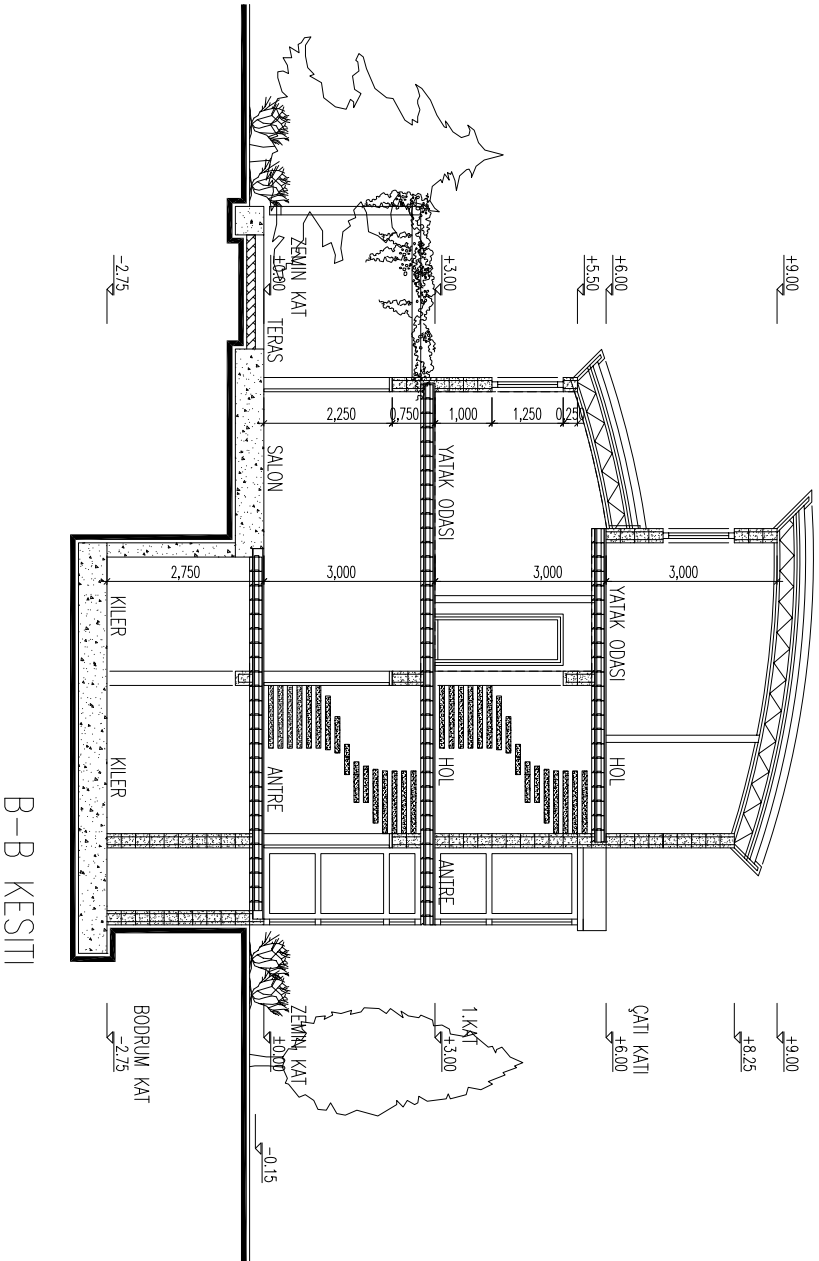 +9.00
+6.00
+5.50
+3.00
±0.00
ZEMIN KAT
-2.75
TERAS
0,250
1,250
1,000
0,750
2,250
YATAK ODASI
SALON
3,000
3,000
3,000
2,750
YATAK ODASI
KILER
HOL
HOL
ANTRE
KILER
ANTRE
+9.00
+8.25
ÇATI KATI
+6.00
1.KAT
+3.00
ZEMIN KAT
±0.00
BODRUM KAT
-2.75
-0.15
B-B KESITI